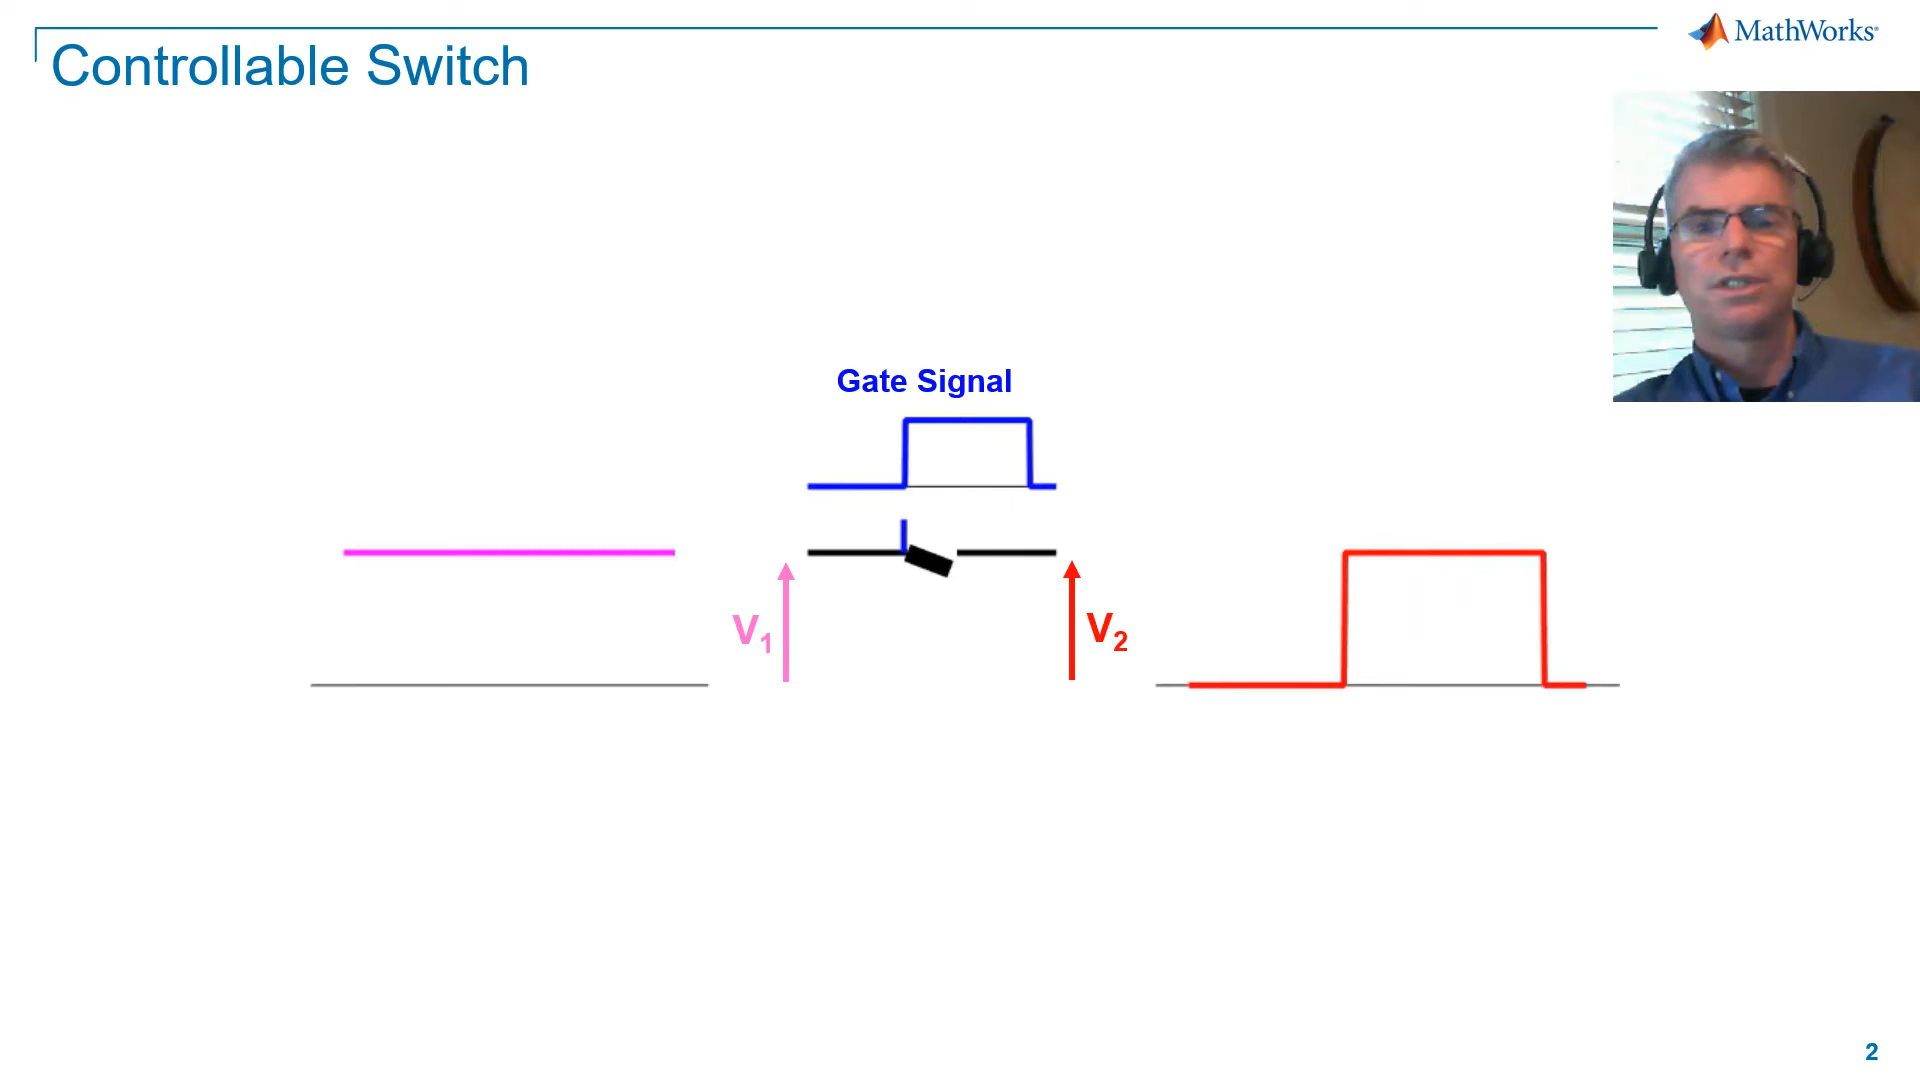 Controllable Switch
MathWorks®
Gate Signal
V₁
V₂
2